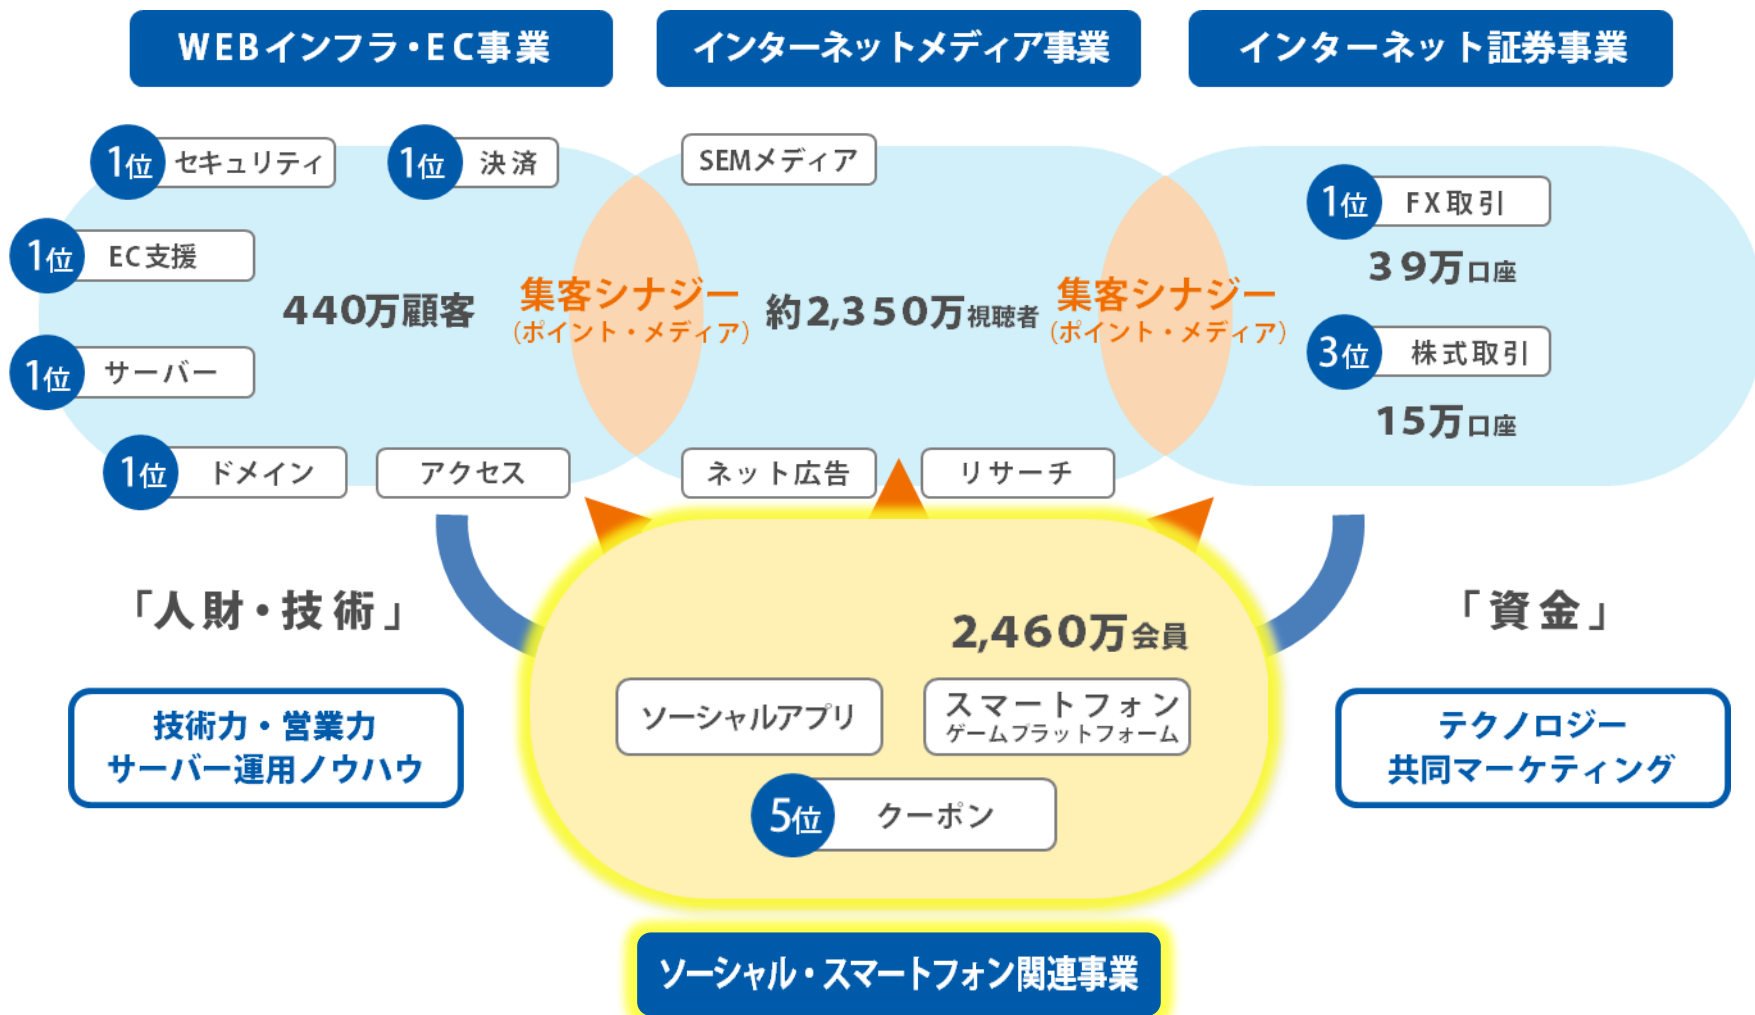 WEBインフラ・EC事業
インターネットメディア事業
インターネット証券事業
1位 セキュリティ
1位 決済
1位 EC支援
440万顧客
1位 サーバー
1位 ドメイン
アクセス
集客シナジー
(ポイント・メディア)
SEMメディア
約2,350万視聴者
ネット広告
リサーチ
集客シナジー
(ポイント・メディア)
1位 FX取引
39万口座
3位 株式取引
15万口座
「人財・技術」
技術力・営業力
サーバー運用ノウハウ
2,460万会員
ソーシャルアプリ
スマートフォン
ゲームプラットフォーム
5位 クーポン
「資金」
テクノロジー
共同マーケティング
ソーシャル・スマートフォン関連事業